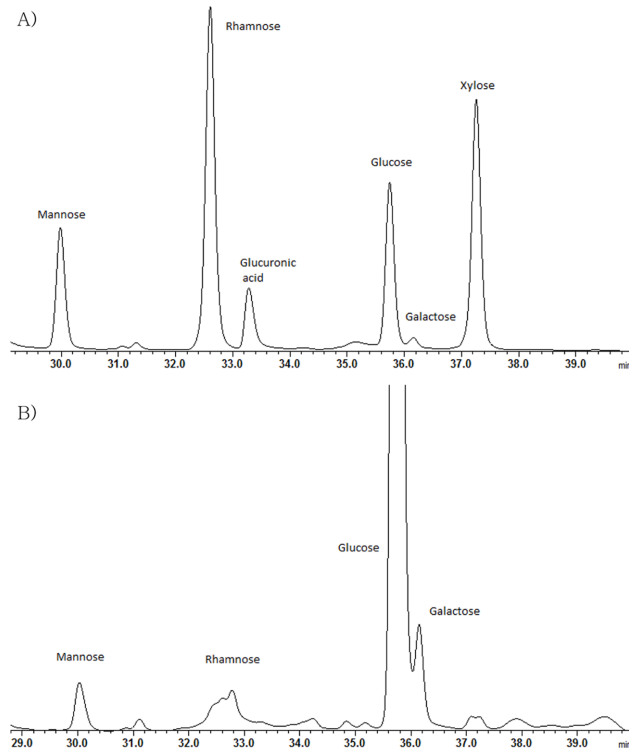 A)
Rhamnose
Xylose
Glucose
Mannose
Glucuronic
acid
Galactose
30.0 31.0 32.0 33.0 34.0 35.0 36.0 37.0 38.0 39.0 min
B)
Glucose
Galactose
Mannose
Rhamnose
29.0 30.0 31.0 32.0 33.0 34.0 35.0 36.0 37.0 38.0 39.0 min